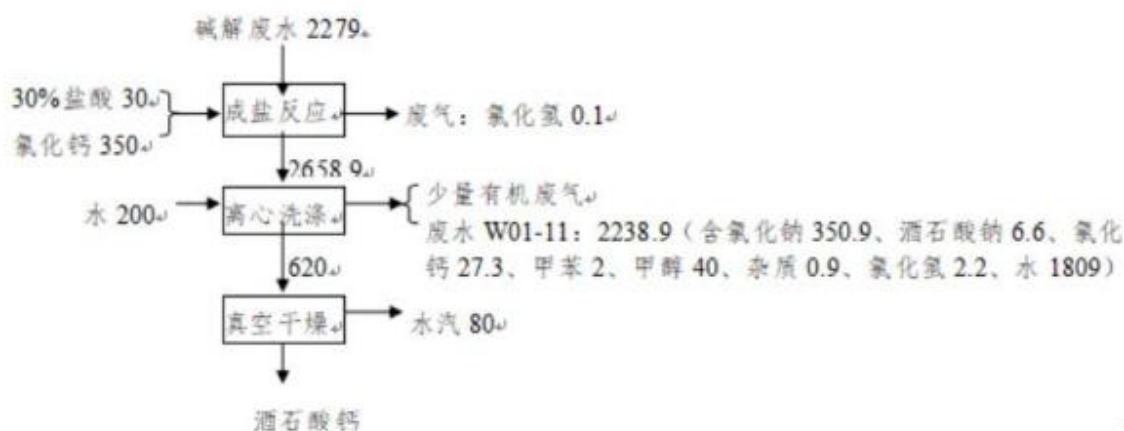 碱解废水 2279
30%盐酸 30
氯化钙 350
成盐反应
废气：氯化氢 0.1
2658.9
水 200
离心洗涤
少量有机废气
废水 W01-11：2238.9（含氯化钠 350.9、酒石酸钠 6.6、氯化
钙 27.3、甲苯 2、甲醇 40、杂质 0.9、氯化氢 2.2、水 1809）
620
真空干燥
水汽 80
酒石酸钙